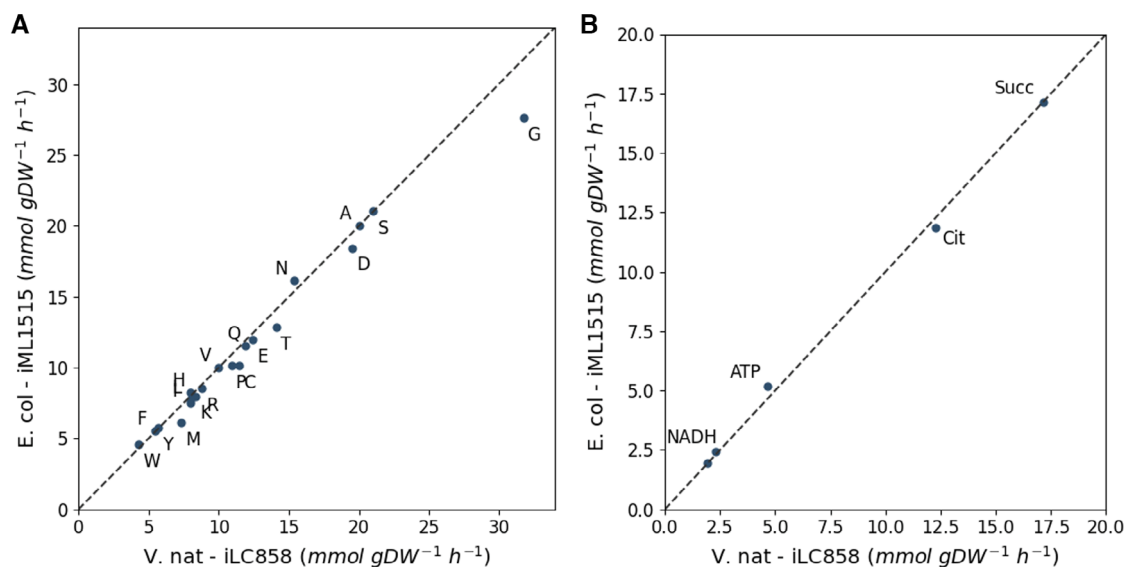 A
B
E. col - iML1515 (mmol gDW⁻¹ h⁻¹)
30
25
20
15
10
5
0
0 5 10 15 20 25 30
V. nat - iLC858 (mmol gDW⁻¹ h⁻¹)
G
A
S
D
N
Q
T
E
V
P
C
H
L
R
K
F
M
Y
W
E. col - iML1515 (mmol gDW⁻¹ h⁻¹)
20.0
17.5
15.0
12.5
10.0
7.5
5.0
2.5
0.0
0.0 2.5 5.0 7.5 10.0 12.5 15.0 17.5 20.0
V. nat - iLC858 (mmol gDW⁻¹ h⁻¹)
Succ
Cit
ATP
NADH